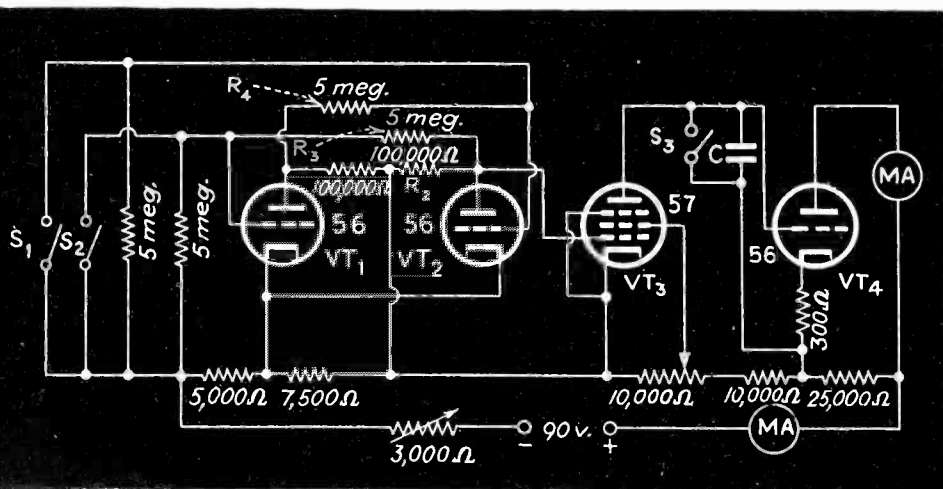 R4
5 meg.
5 meg.
R3
100,000Ω
100,000Ω
R2
S3
C
MA
S1
S2
5 meg.
5 meg.
56
VT1
56
VT2
57
VT3
56
VT4
300Ω
5,000Ω
7,500Ω
10,000Ω
10,000Ω
25,000Ω
3,000Ω
- 90 v. +
MA